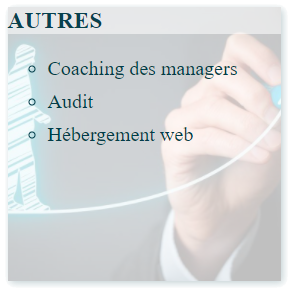 AUTRES
Coaching des managers
Audit
Hébergement web